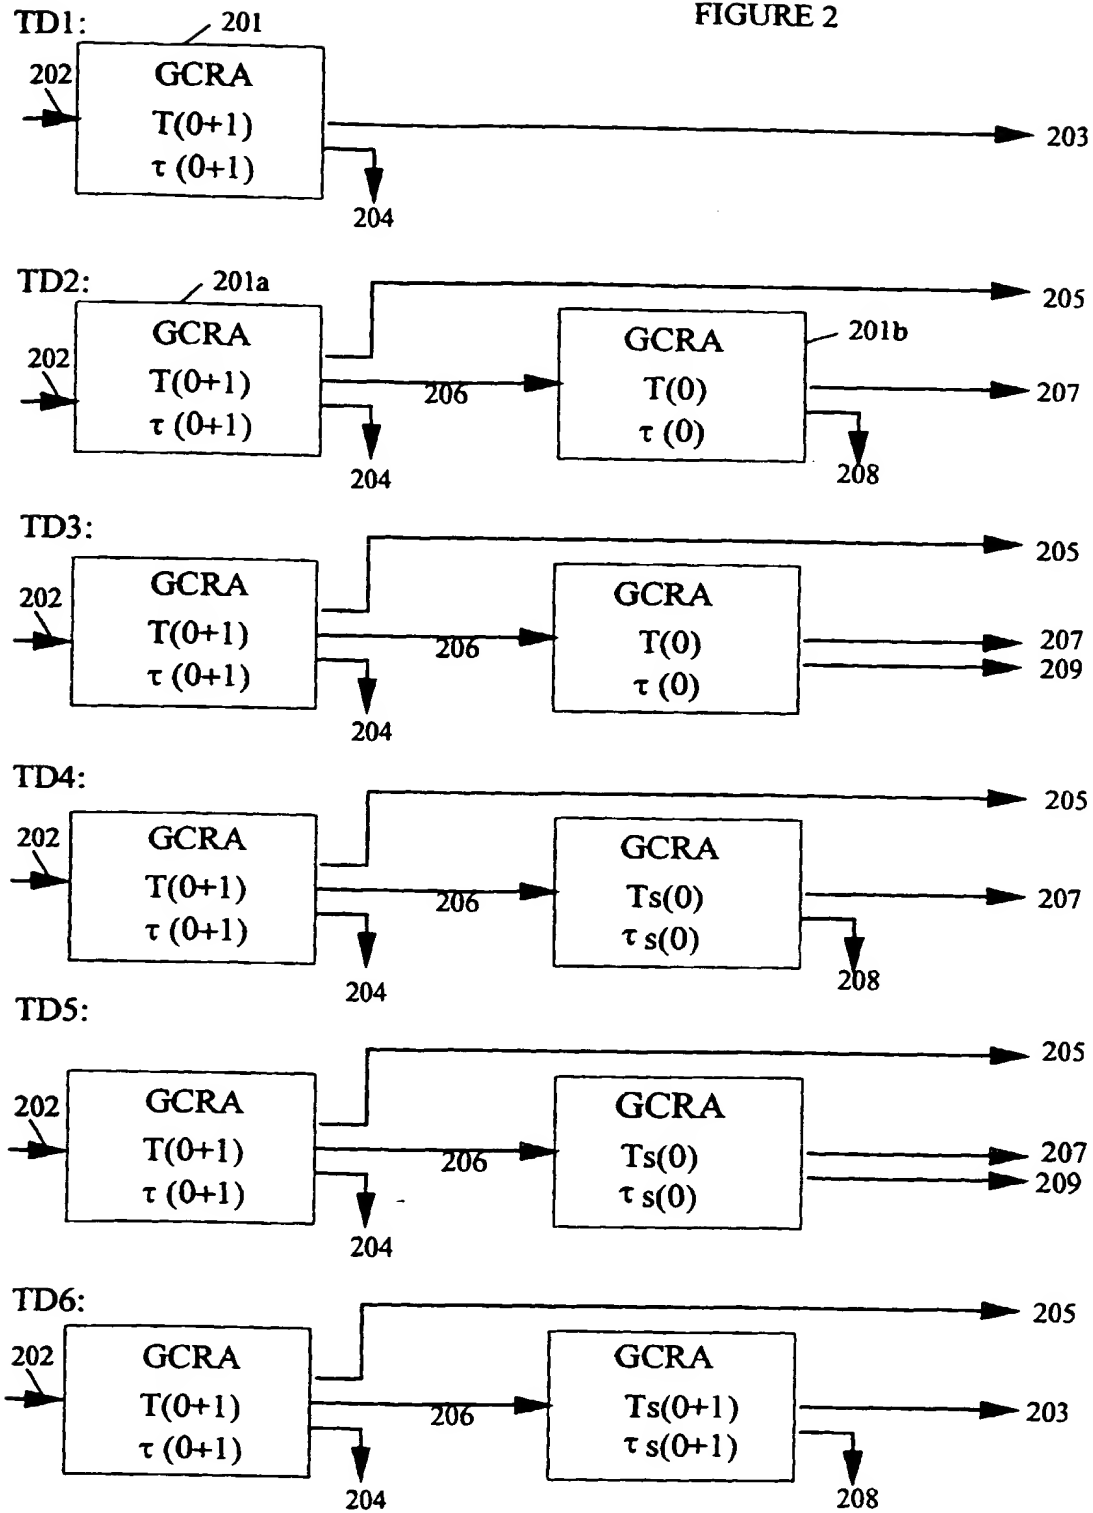 FIGURE 2
TD1:
201
202
GCRA
T(0+1)
τ (0+1)
203
204
TD2:
201a
205
202
GCRA
T(0+1)
τ (0+1)
206
GCRA
T(0)
τ (0)
201b
207
204
208
TD3:
205
202
GCRA
T(0+1)
τ (0+1)
206
GCRA
T(0)
τ (0)
207
209
204
TD4:
205
202
GCRA
T(0+1)
τ (0+1)
206
GCRA
Ts(0)
τ s(0)
207
204
208
TD5:
205
202
GCRA
T(0+1)
τ (0+1)
206
GCRA
Ts(0)
τ s(0)
207
209
204
TD6:
205
202
GCRA
T(0+1)
τ (0+1)
206
GCRA
Ts(0+1)
τ s(0+1)
203
204
208